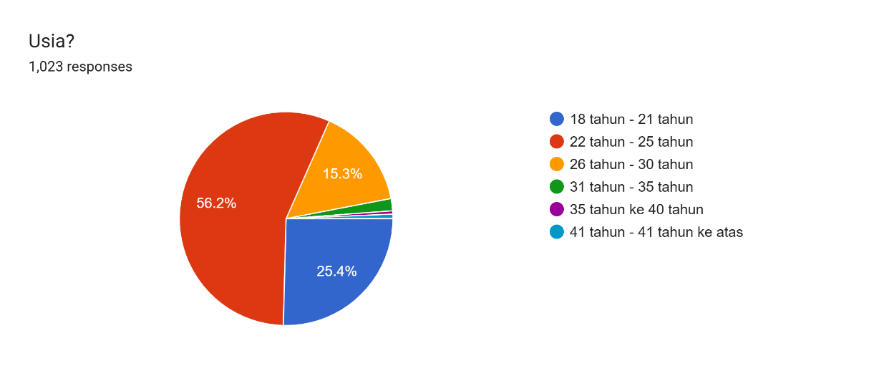 Usia?
1,023 responses
15.3%
56.2%
25.4%
18 tahun - 21 tahun
22 tahun - 25 tahun
26 tahun - 30 tahun
31 tahun - 35 tahun
35 tahun ke 40 tahun
41 tahun - 41 tahun ke atas